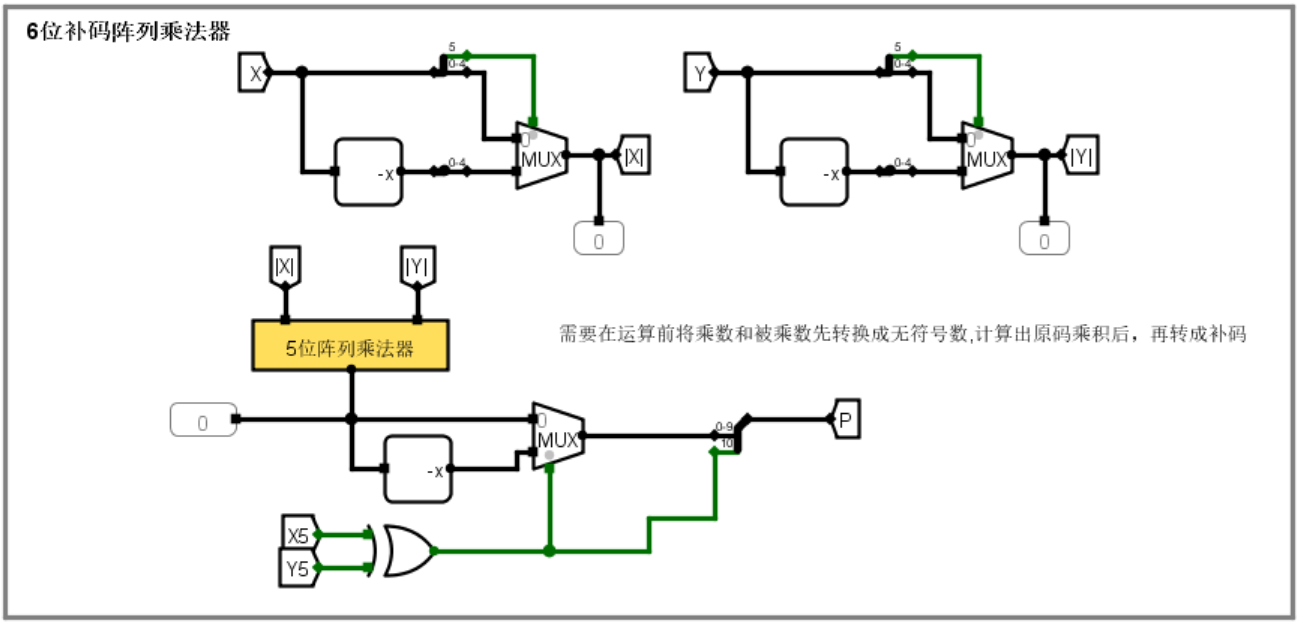 6位补码阵列乘法器
X
5
0-4
-x
0-4
0
MUX
|X|
0
Y
5
0-4
-x
0-4
0
MUX
|Y|
0
|X|
|Y|
5位阵列乘法器
需要在运算前将乘数和被乘数先转换成无符号数,计算出原码乘积后，再转成补码
0
-x
0
MUX
0-9
10
P
X5
Y5